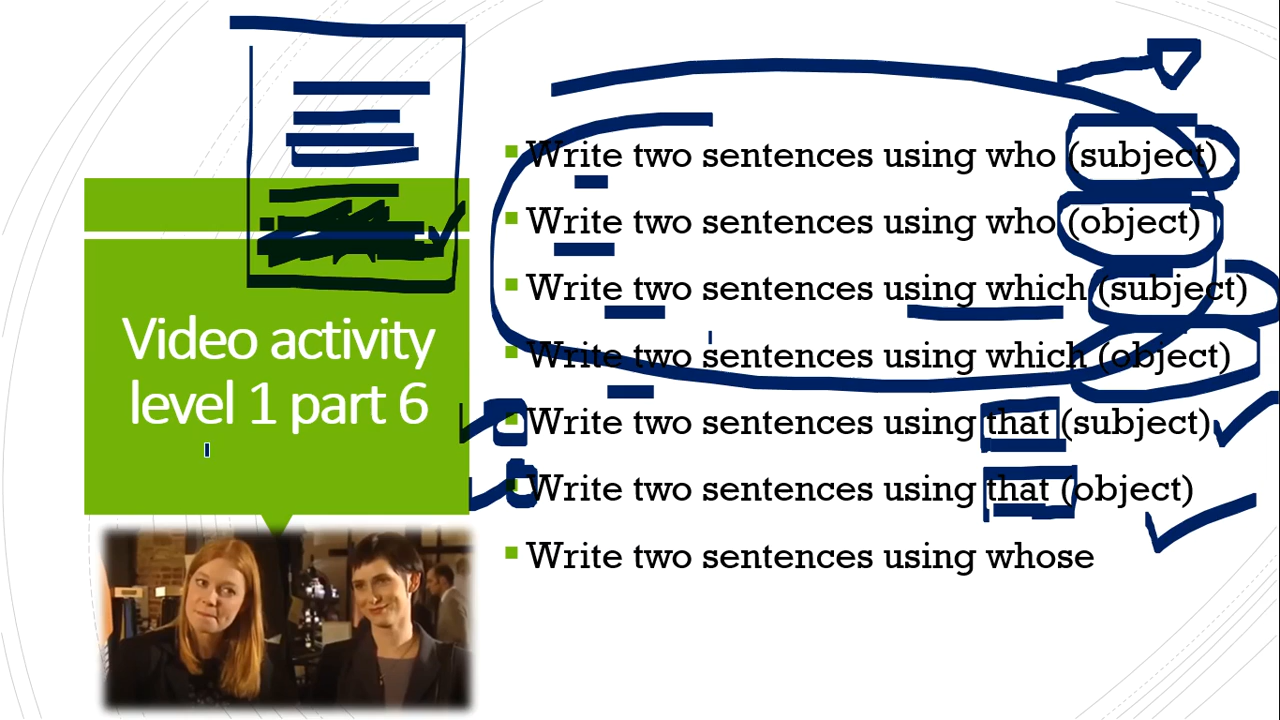 Video activity
level 1 part 6
Write two sentences using who (subject)
Write two sentences using who (object)
Write two sentences using which (subject)
Write two sentences using which (object)
Write two sentences using that (subject)
Write two sentences using that (object)
Write two sentences using whose